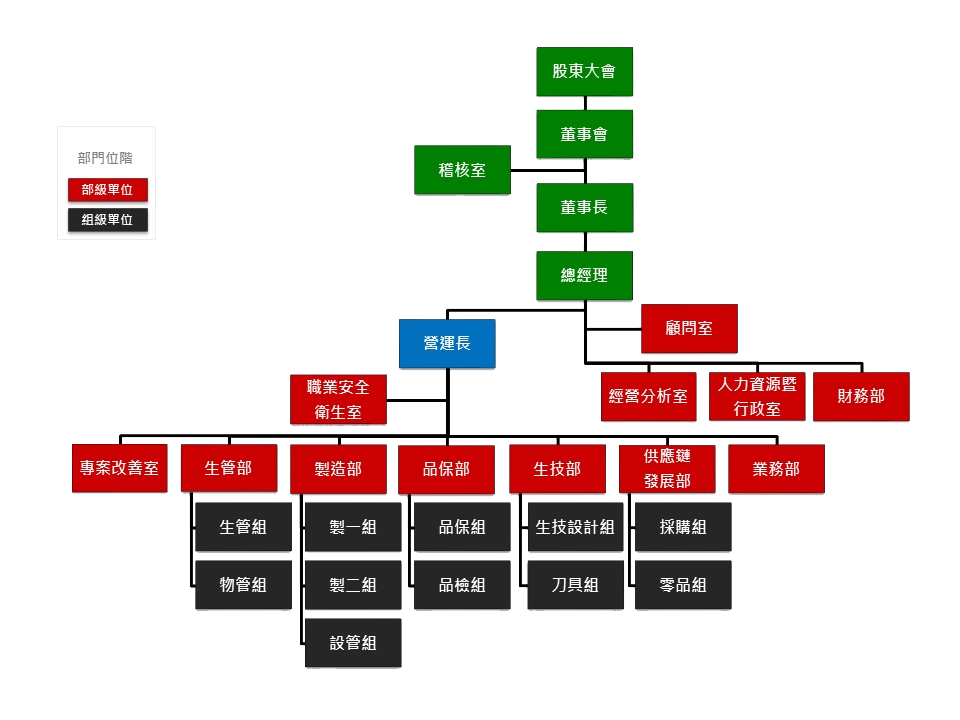 股東大會
董事會
稽核室
董事長
總經理
部門位階
部級單位
組級單位
顧問室
營運長
經營分析室
人力資源暨
行政室
財務部
職業安全
衛生室
專案改善室
生管部
製造部
品保部
生技部
供應鏈
發展部
業務部
生管組
製一組
品保組
生技設計組
採購組
物管組
製二組
品檢組
刀具組
零品組
設管組